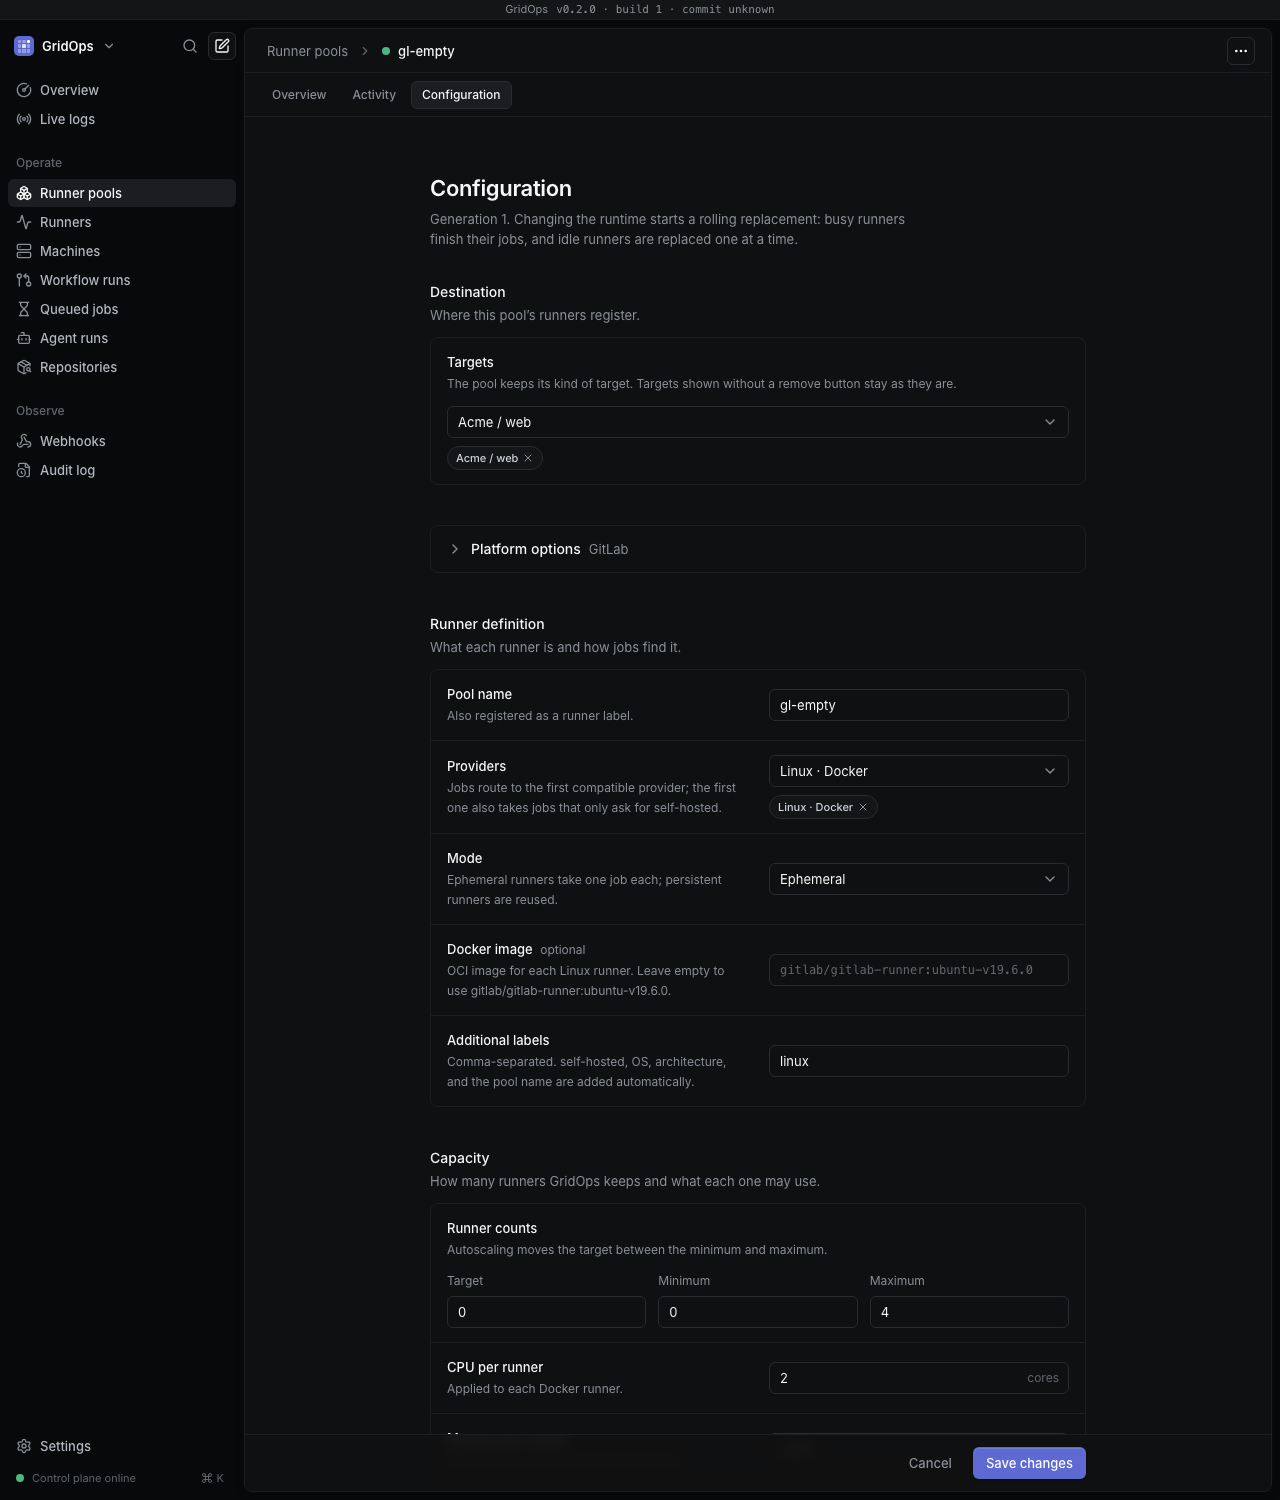 GridOps v0.2.0 · build 1 · commit unknown
GridOps
Overview
Live logs
Operate
Runner pools
Runners
Machines
Workflow runs
Queued jobs
Agent runs
Repositories
Observe
Webhooks
Audit log
Settings
Control plane online ⌘ K
Runner pools gl-empty
Overview Activity Configuration
Configuration
Generation 1. Changing the runtime starts a rolling replacement: busy runners
finish their jobs, and idle runners are replaced one at a time.
Destination
Where this pool’s runners register.
Targets
The pool keeps its kind of target. Targets shown without a remove button stay as they are.
Acme / web
Acme / web
Platform options GitLab
Runner definition
What each runner is and how jobs find it.
Pool name
Also registered as a runner label.
gl-empty
Providers
Jobs route to the first compatible provider; the first
one also takes jobs that only ask for self-hosted.
Linux · Docker
Linux · Docker
Mode
Ephemeral runners take one job each; persistent
runners are reused.
Ephemeral
Docker image optional
OCI image for each Linux runner. Leave empty to
use gitlab/gitlab-runner:ubuntu-v19.6.0.
gitlab/gitlab-runner:ubuntu-v19.6.0
Additional labels
Comma-separated. self-hosted, OS, architecture,
and the pool name are added automatically.
linux
Capacity
How many runners GridOps keeps and what each one may use.
Runner counts
Autoscaling moves the target between the minimum and maximum.
Target Minimum Maximum
0 0 4
CPU per runner
Applied to each Docker runner.
2 cores
Cancel Save changes